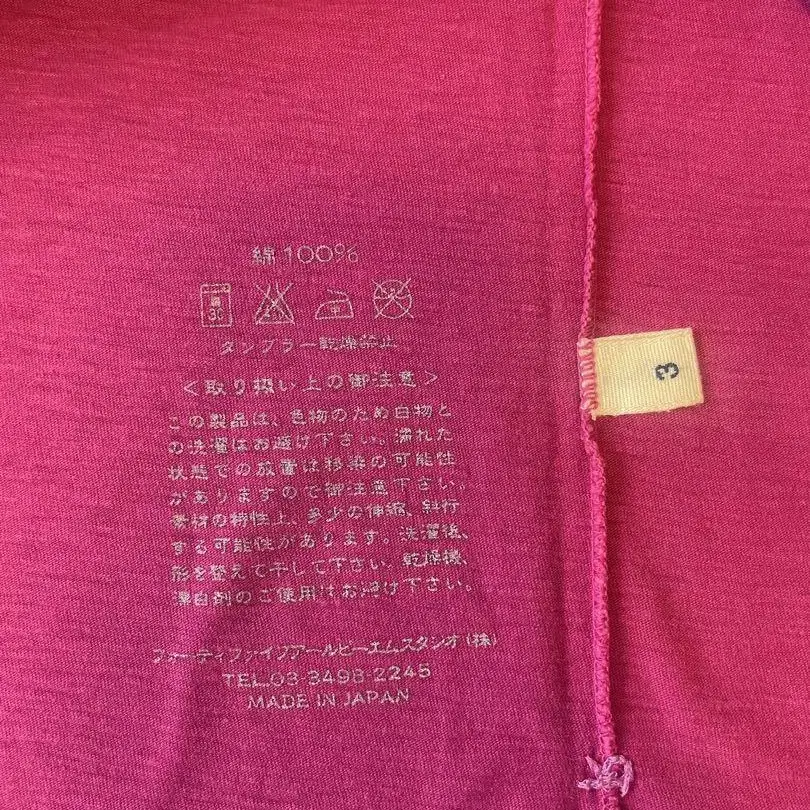 綿100%
弱
30
中
タンブラー乾燥禁止
<取り扱い上の御注意>
この製品は、色物のため白物と
の洗濯はお避け下さい。濡れた
状態での放置は移染の可能性
がありますので御注意下さい。
素材の特性上、多少の伸縮、斜行
する可能性があります。洗濯後、
形を整えて干して下さい。乾燥機、
漂白剤のご使用はお避け下さい。
フォーティファイブアールピーエムスタジオ(株)
TEL.03-3498-2245
MADE IN JAPAN
3